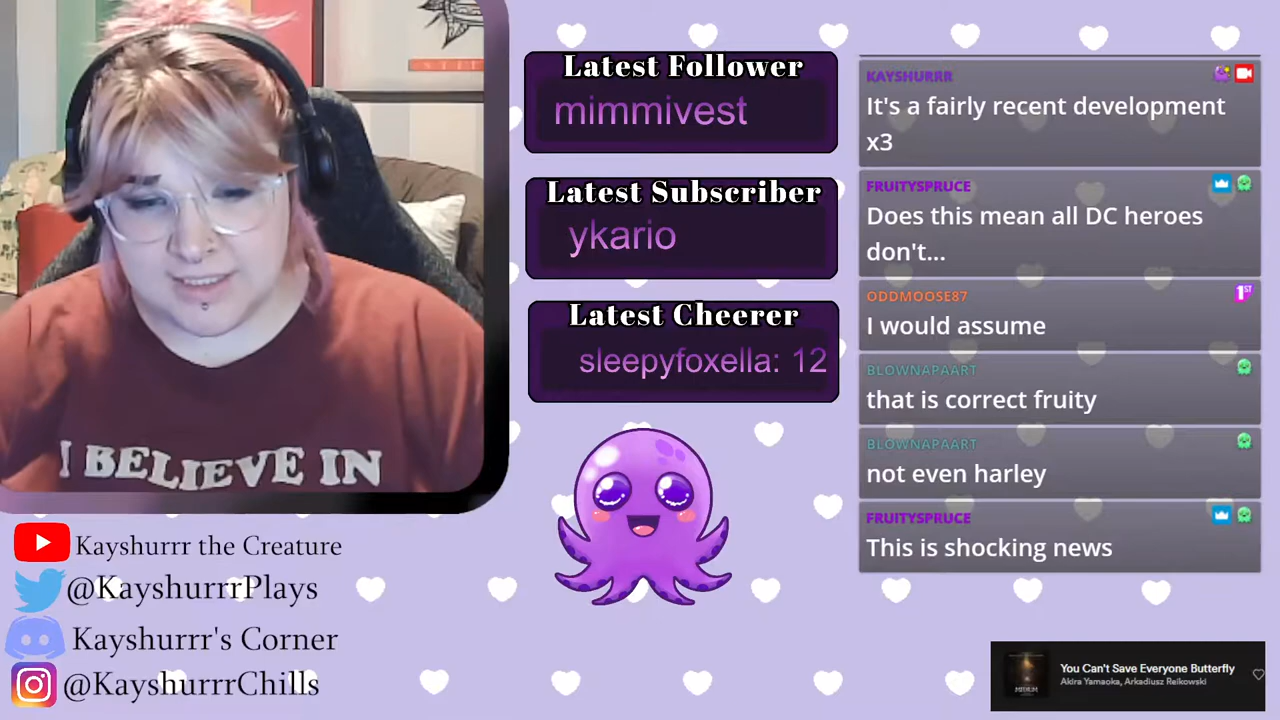 I BELIEVE IN
Kayshurrr the Creature
@KayshurrrPlays
Kayshurrr's Corner
@KayshurrrChills
Latest Follower
mimmivest
Latest Subscriber
ykario
Latest Cheerer
sleepyfoxella: 12
KAYSHURRR
It's a fairly recent development
x3
FRUITYSPRUCE
Does this mean all DC heroes
don't...
ODDMOOSE87
1ST
I would assume
BLOWNAPAART
that is correct fruity
BLOWNAPAART
not even harley
FRUITYSPRUCE
This is shocking news
You Can't Save Everyone Butterfly
Akira Yamaoka, Arkadiusz Reikowski